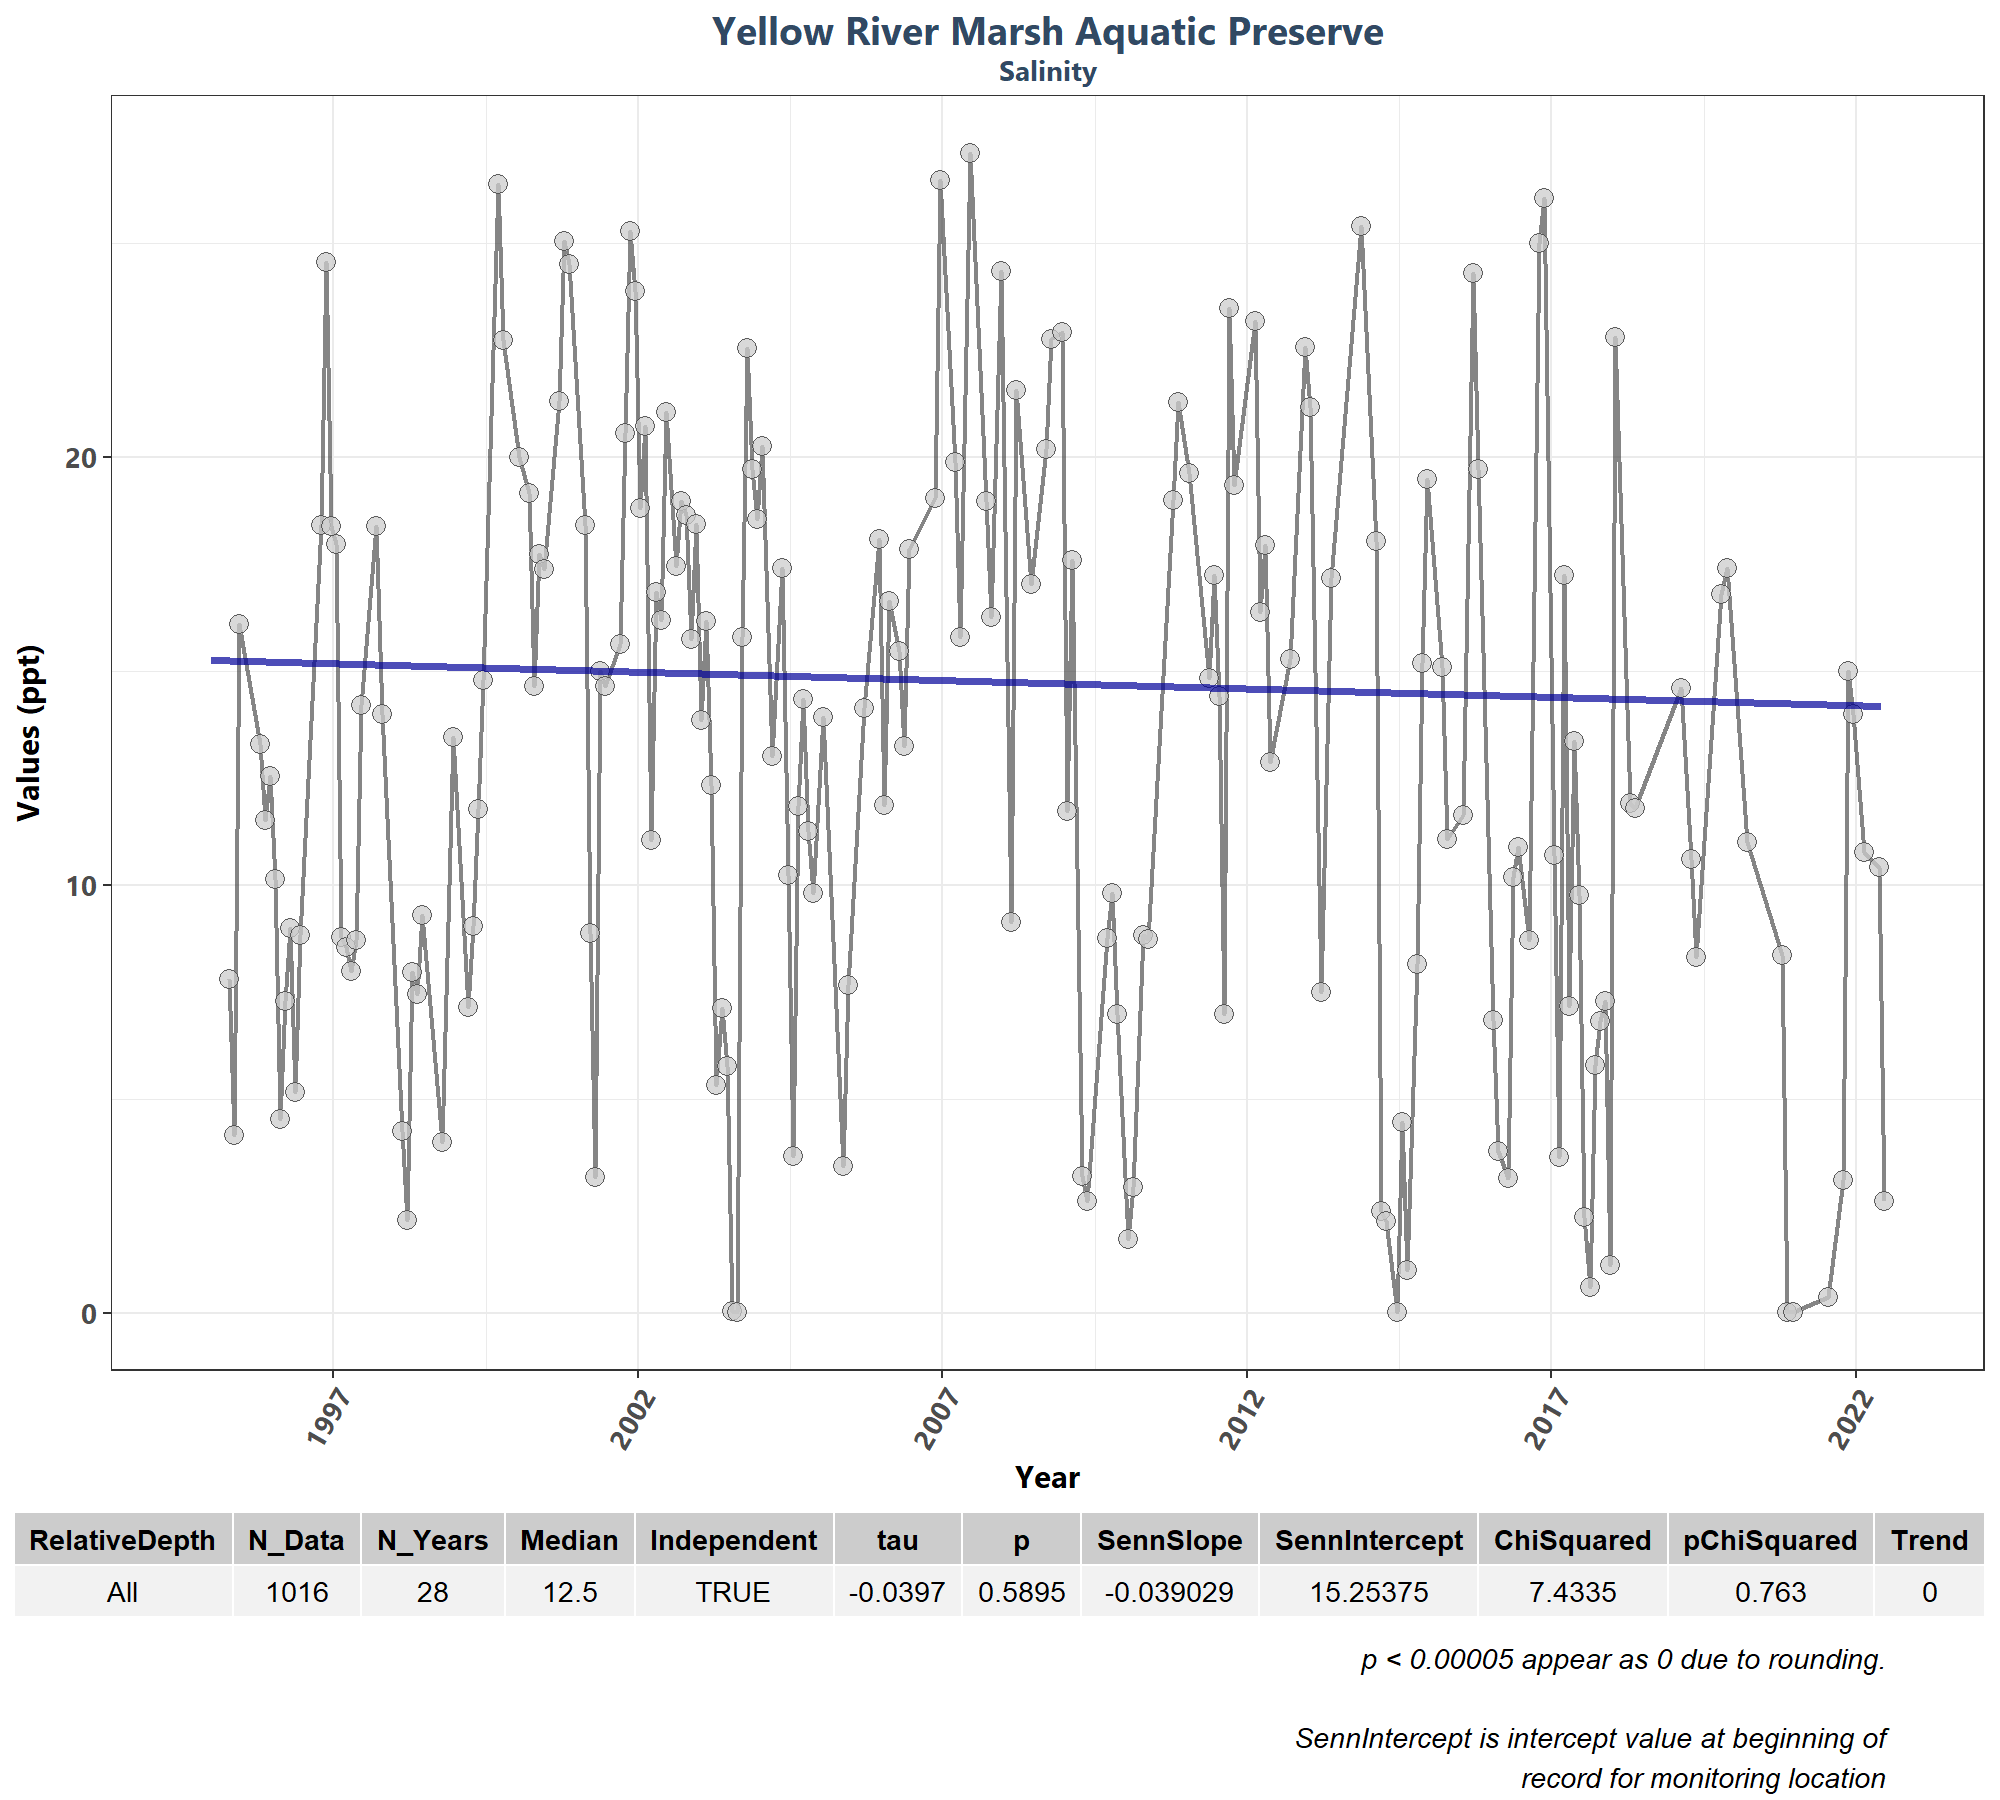 Yellow River Marsh Aquatic Preserve
Salinity
Values (ppt)
20
10
0
1997 2002 2007 2012 2017 2022
Year
RelativeDepth N_Data N_Years Median Independent tau p SennSlope SennIntercept ChiSquared pChiSquared Trend
All 1016 28 12.5 TRUE -0.0397 0.5895 -0.039029 15.25375 7.4335 0.763 0
p < 0.00005 appear as 0 due to rounding.
SennIntercept is intercept value at beginning of
record for monitoring location